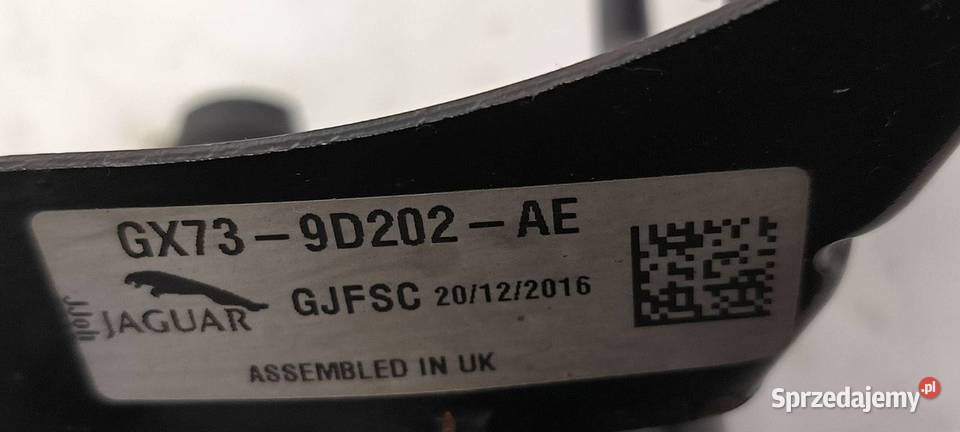 GX73-9D202-AE
GJFSC 20/12/2016
JAGUAR
ASSEMBLED IN UK
Sprzedajemy.pl